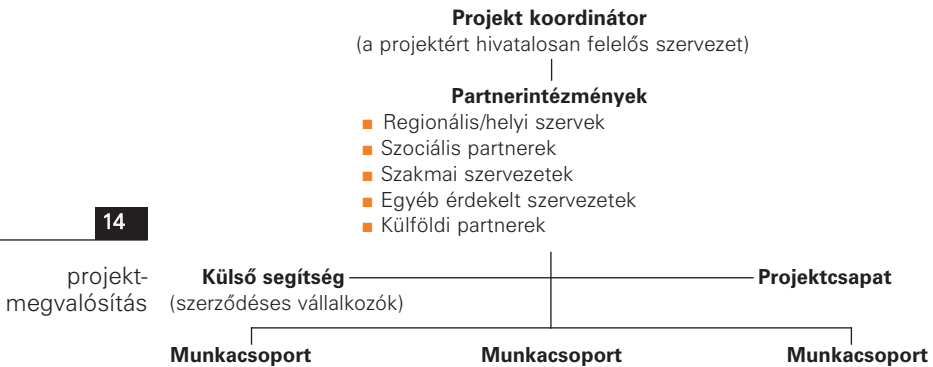 Projekt koordinátor
(a projektért hivatalosan felelős szervezet)
Partnerintézmények
Regionális/helyi szervek
Szociális partnerek
Szakmai szervezetek
Egyéb érdekelt szervezetek
Külföldi partnerek
14
projekt-
megvalósítás
Külső segítség
(szerződéses vállalkozók)
Projektcsapat
Munkacsoport
Munkacsoport
Munkacsoport